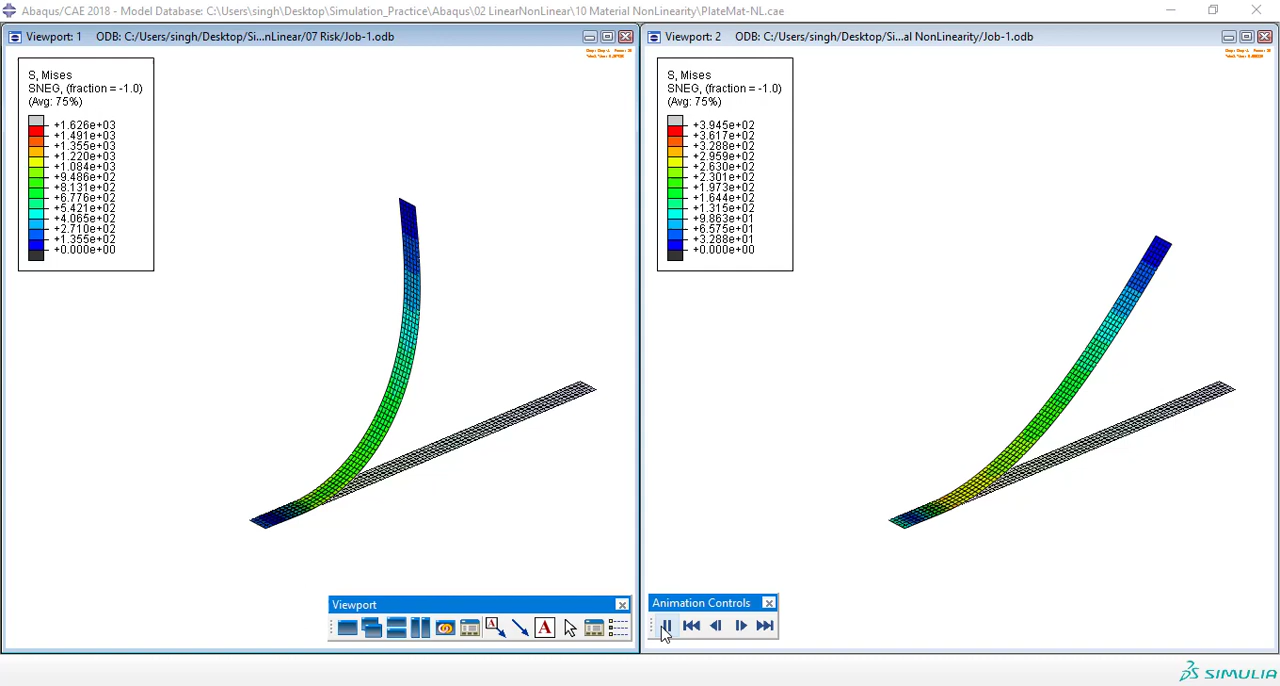 Abaqus/CAE 2018 - Model Database: C:\Users\singh\Desktop\Simulation_Practice\Abaqus\02 LinearNonLinear\10 Material NonLinearity\PlateMat-NL.cae
Viewport: 1 ODB: C:/Users/singh/Desktop/Si...nLinear/07 Risk/Job-1.odb
S, Mises
SNEG, (fraction = -1.0)
(Avg: 75%)
+1.626e+03
+1.491e+03
+1.355e+03
+1.220e+03
+1.084e+03
+9.486e+02
+8.131e+02
+6.776e+02
+5.421e+02
+4.065e+02
+2.710e+02
+1.355e+02
+0.000e+00
Viewport: 2 ODB: C:/Users/singh/Desktop/Si...al NonLinearity/Job-1.odb
S, Mises
SNEG, (fraction = -1.0)
(Avg: 75%)
+3.945e+02
+3.617e+02
+3.288e+02
+2.959e+02
+2.630e+02
+2.301e+02
+1.973e+02
+1.644e+02
+1.315e+02
+9.863e+01
+6.575e+01
+3.288e+01
+0.000e+00
Viewport
A
A
Animation Controls
SIMULIA